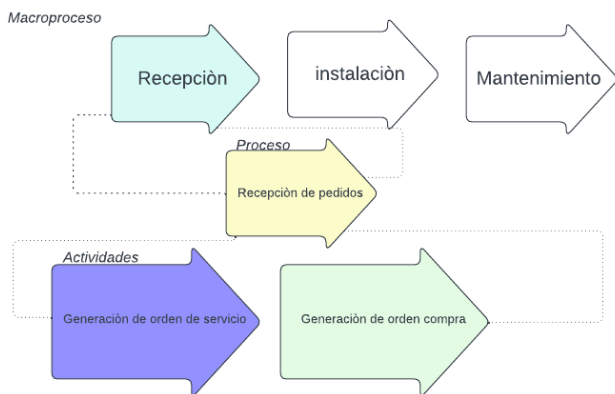 Macroproceso
Recepciòn
instalaciòn
Mantenimiento
Proceso
Recepciòn de pedidos
Actividades
Generaciòn de orden de servicio
Generaciòn de orden compra